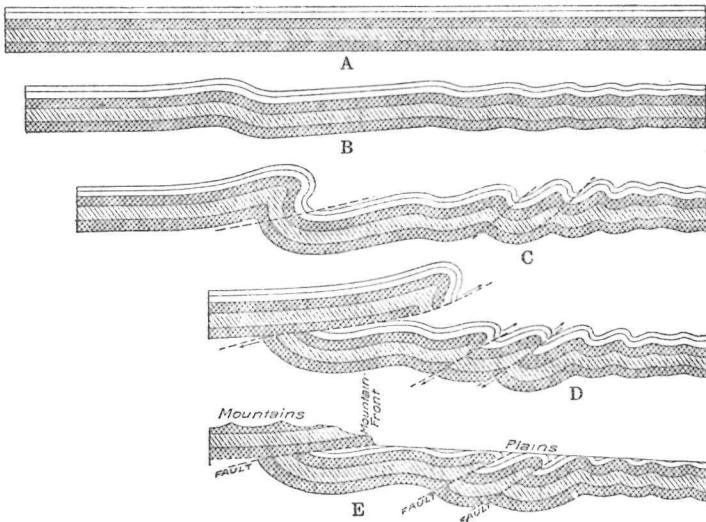 A
B
C
D
Mountains
Mountain-
Front
Plains
FAULT
FAULT
FAULT
E